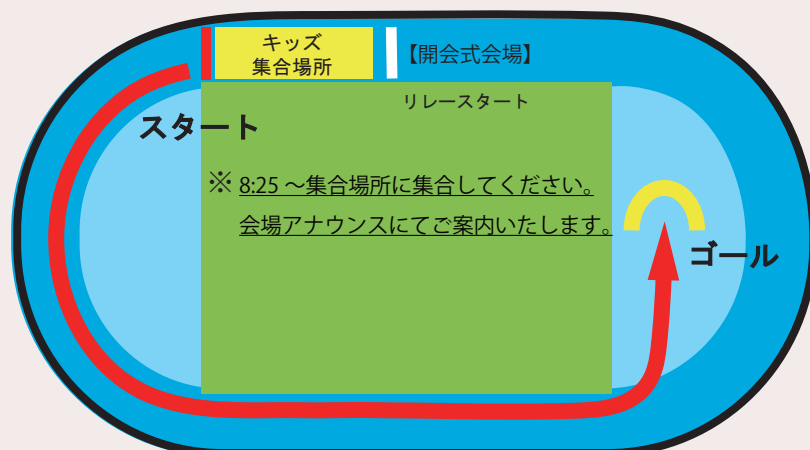 キッズ
集合場所
【開会式会場】
リレースタート
スタート
※ 8:25 ～集合場所に集合してください。
会場アナウンスにてご案内いたします。
ゴール